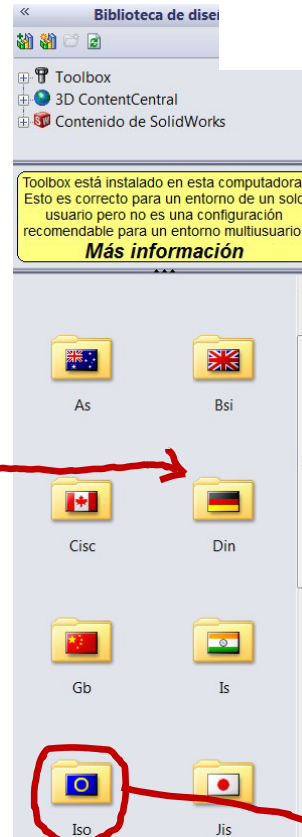 « Biblioteca de dise
Toolbox
3D ContentCentral
Contenido de SolidWorks
Toolbox está instalado en esta computadora
Esto es correcto para un entorno de un solo
usuario pero no es una configuración
recomendable para un entorno multiusuario
Más información
As Bsi
Cisc Din
Gb Is
Iso Jis